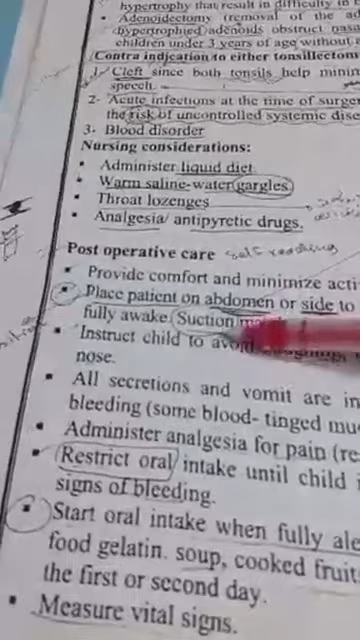 hypertrophy that result in difficulty in
Adenoidectomy (removal of the ad
hypertrophied adenoids obstruct nasa
children under 3 years of age without a
Contra indication to either tonsillectom
1- Cleft since both tonsils help minim
speech.
2- Acute infections at the time of surge
the risk of uncontrolled systemic dise
3- Blood disorder
Nursing considerations:
• Administer liquid diet
• Warm saline-water gargles.
• Throat lozenges
• Analgesia/ antipyretic drugs.
Post operative care self reading
• Provide comfort and minimize acti
• Place patient on abdomen or side to
fully awake Suction
• Instruct child to avo
nose.
• All secretions and vomit are in
bleeding (some blood- tinged mu
• Administer analgesia for pain (re
• Restrict oral intake until child
signs of bleeding.
• Start oral intake when fully ale
food gelatin. soup, cooked fruit
the first or second day.
• Measure vital signs.